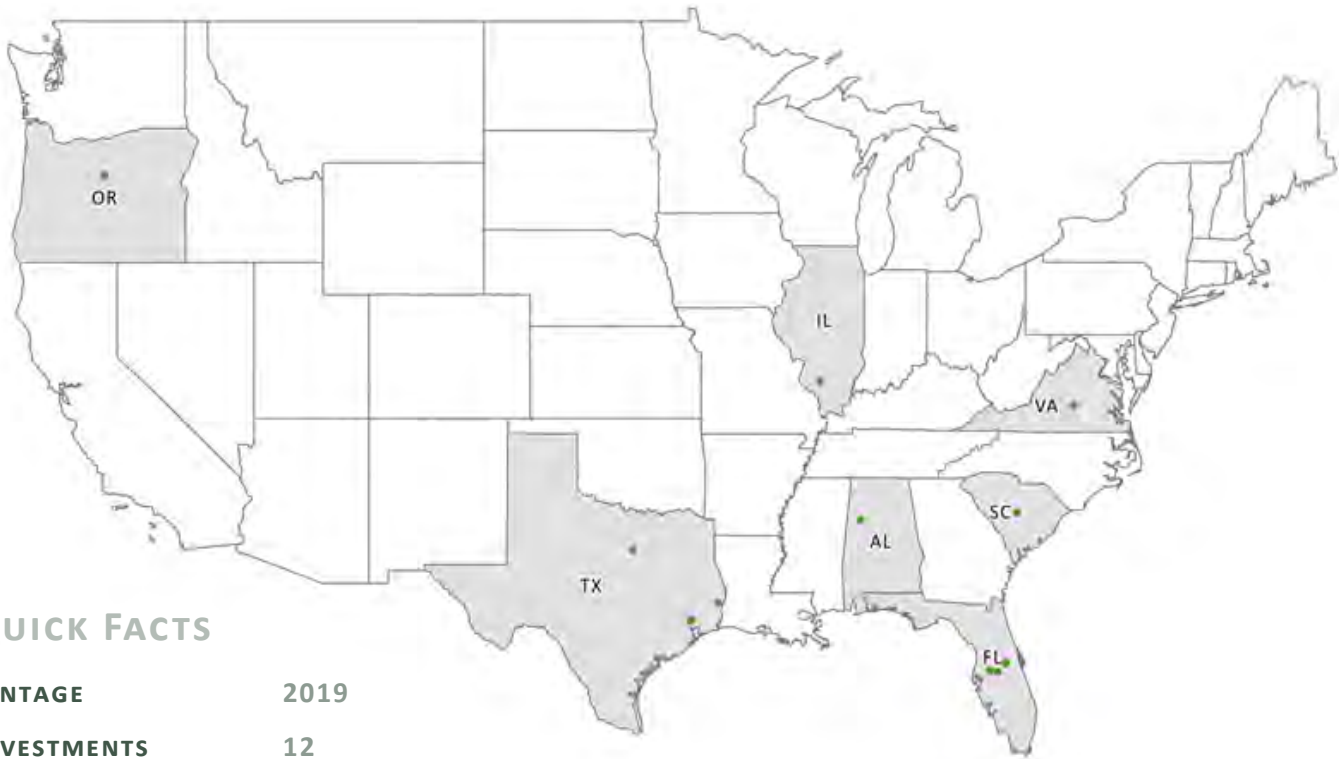 OR
IL
VA
SC
AL
TX
FL
UICK FACTS
NTAGE 2019
VESTMENTS 12